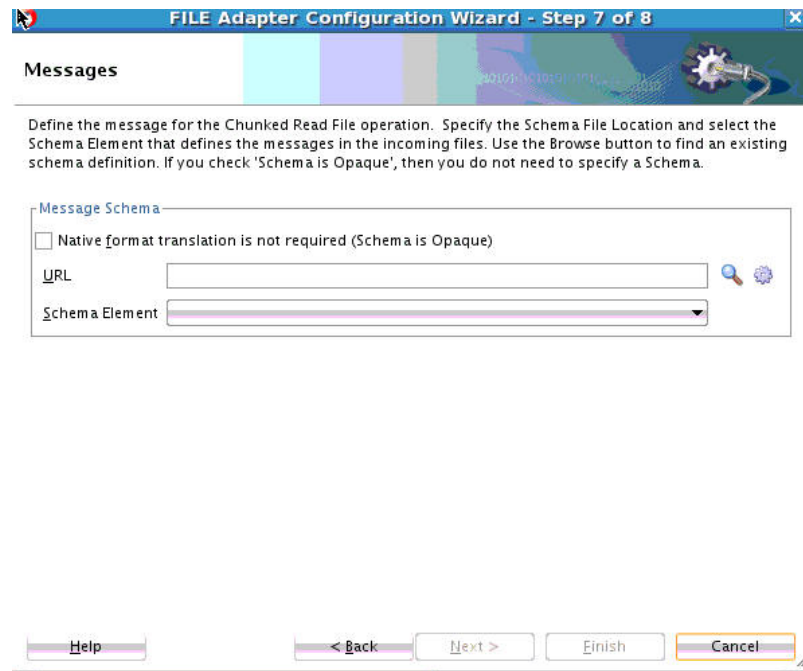 FILE Adapter Configuration Wizard - Step 7 of 8
Messages
Define the message for the Chunked Read File operation. Specify the Schema File Location and select the
Schema Element that defines the messages in the incoming files. Use the Browse button to find an existing
schema definition. If you check 'Schema is Opaque', then you do not need to specify a Schema.
Message Schema
Native format translation is not required (Schema is Opaque)
URL
Schema Element
Help
< Back
Next >
Finish
Cancel